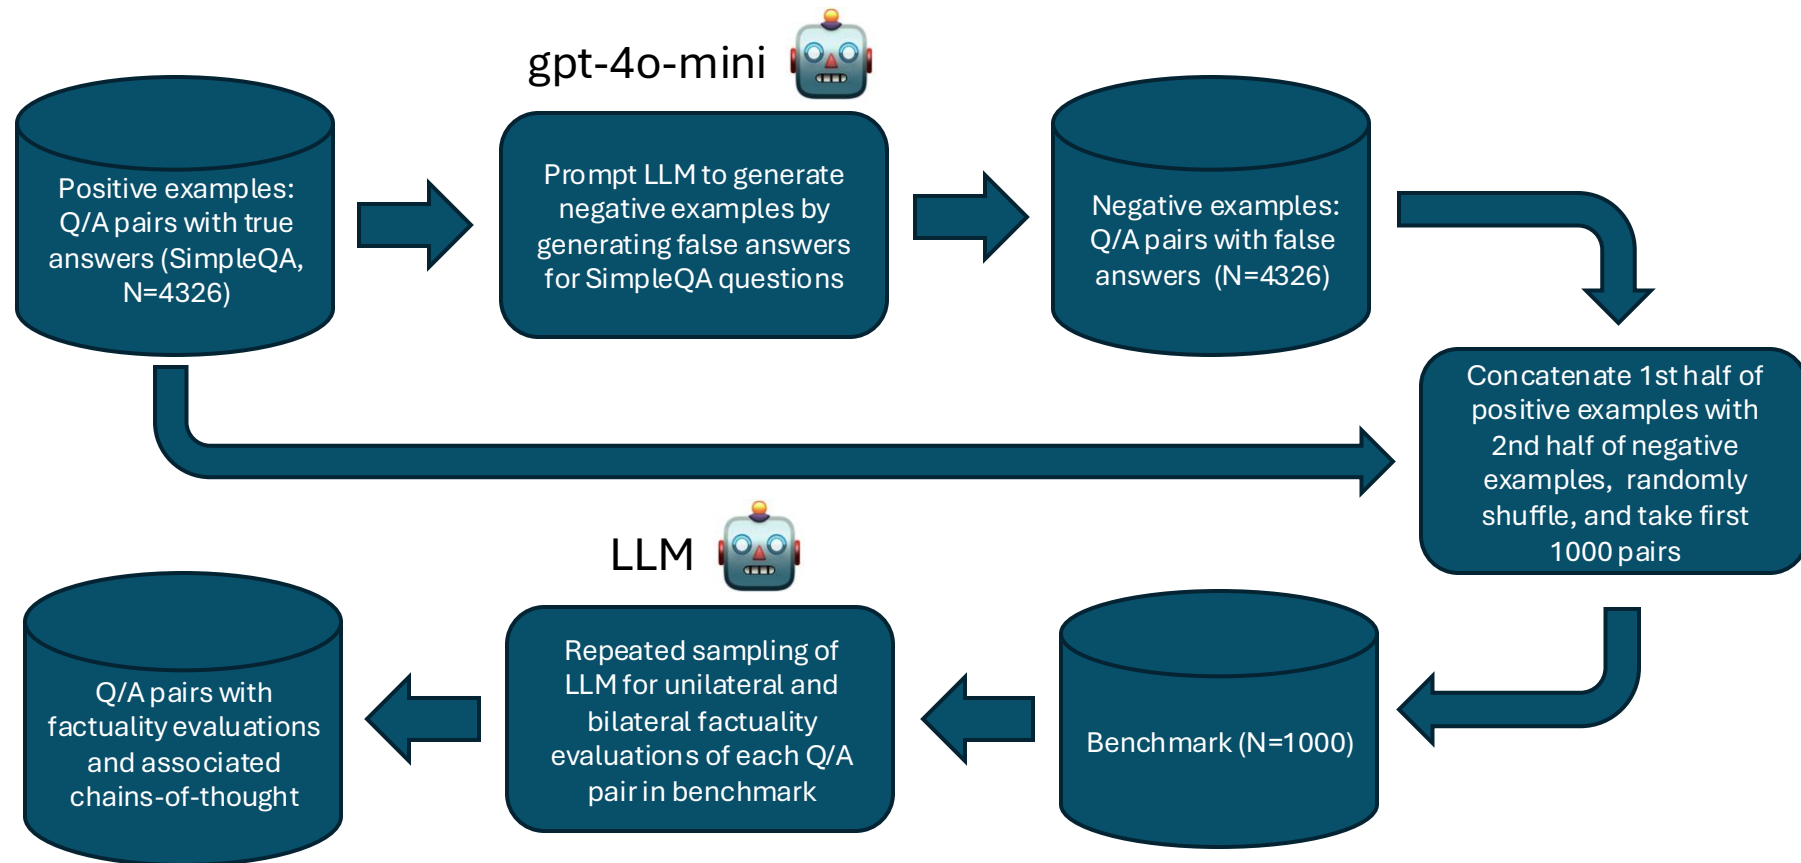 gpt-4o-mini
Positive examples:
Q/A pairs with true
answers (SimpleQA,
N=4326)
Prompt LLM to generate
negative examples by
generating false answers
for SimpleQA questions
Negative examples:
Q/A pairs with false
answers (N=4326)
Concatenate 1st half of
positive examples with
2nd half of negative
examples, randomly
shuffle, and take first
1000 pairs
LLM
Q/A pairs with
factuality evaluations
and associated
chains-of-thought
Repeated sampling of
LLM for unilateral and
bilateral factuality
evaluations of each Q/A
pair in benchmark
Benchmark (N=1000)